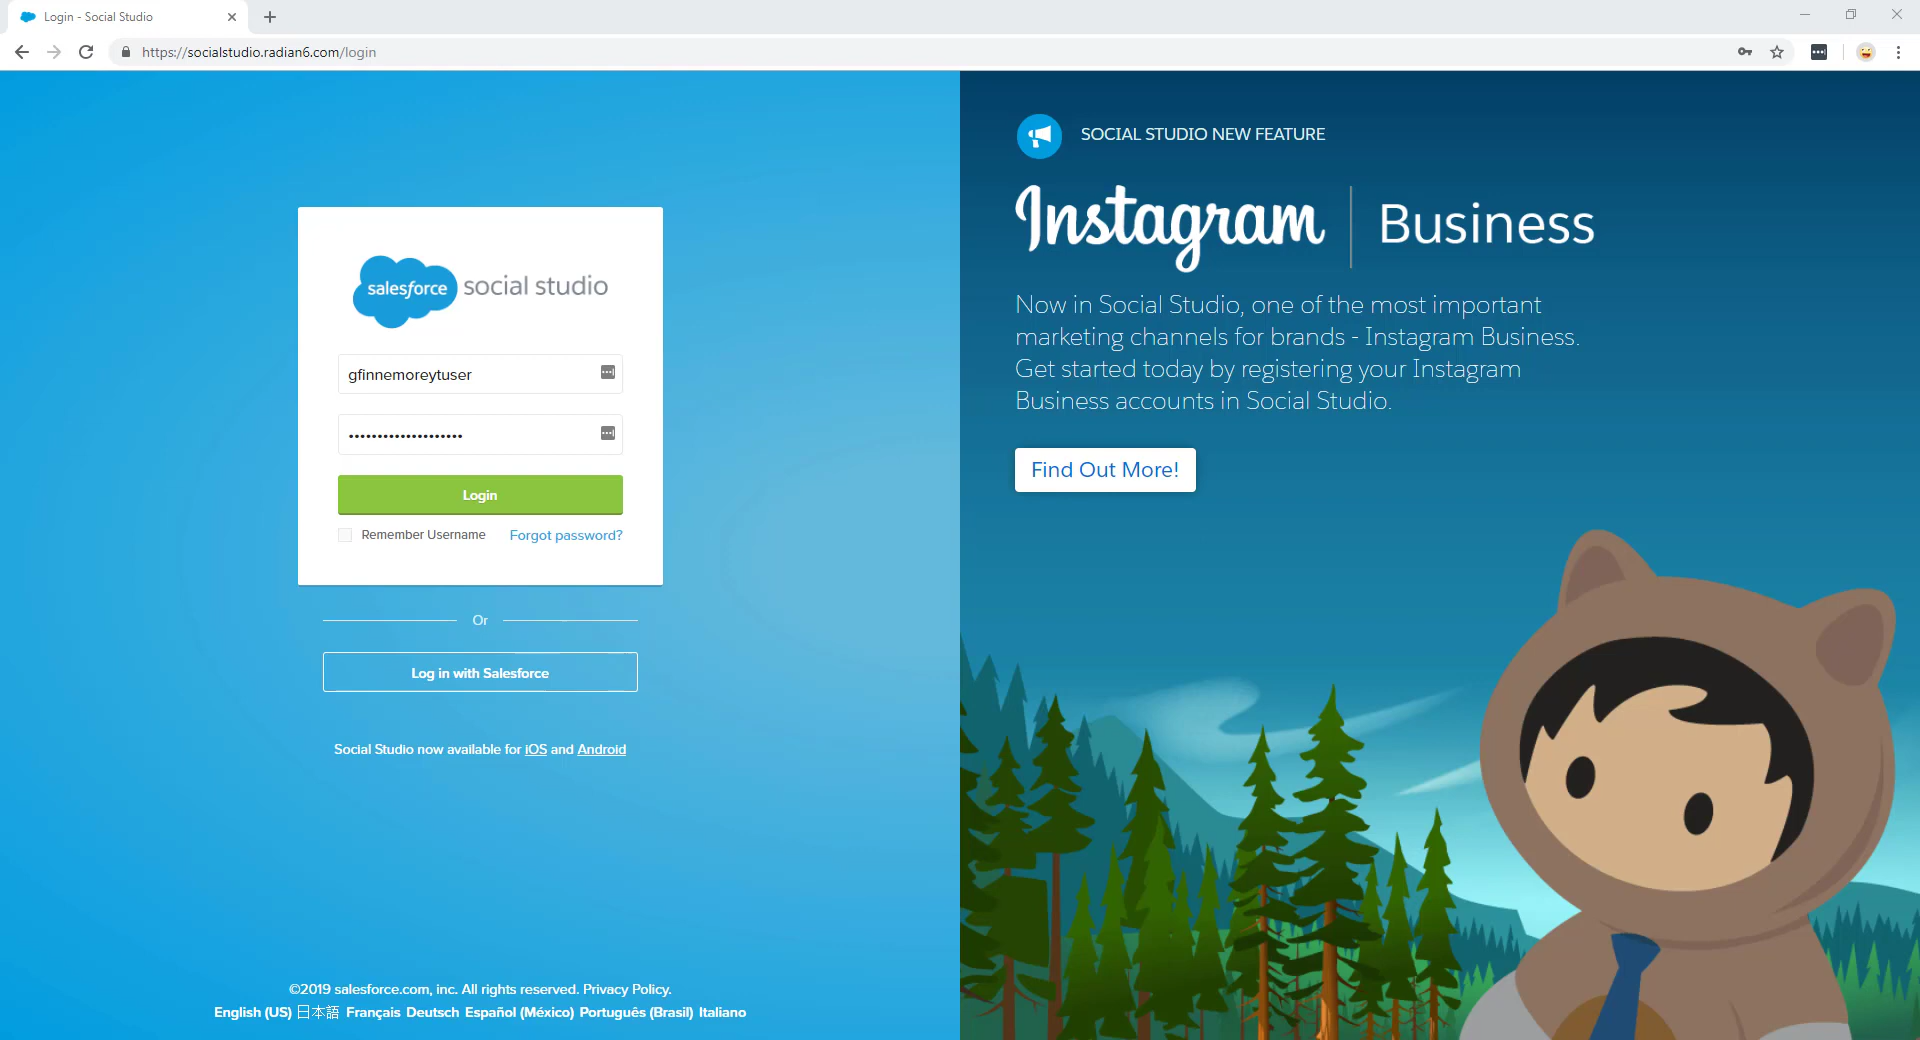 Login - Social Studio
https://socialstudio.radian6.com/login
salesforce social studio
gfinnemoreytuser
••••••••••••••••••••
Login
Remember Username Forgot password?
Or
Log in with Salesforce
Social Studio now available for iOS and Android
©2019 salesforce.com, inc. All rights reserved. Privacy Policy.
English (US) 日本語 Français Deutsch Español (México) Português (Brasil) Italiano
SOCIAL STUDIO NEW FEATURE
Instagram | Business
Now in Social Studio, one of the most important
marketing channels for brands - Instagram Business.
Get started today by registering your Instagram
Business accounts in Social Studio.
Find Out More!